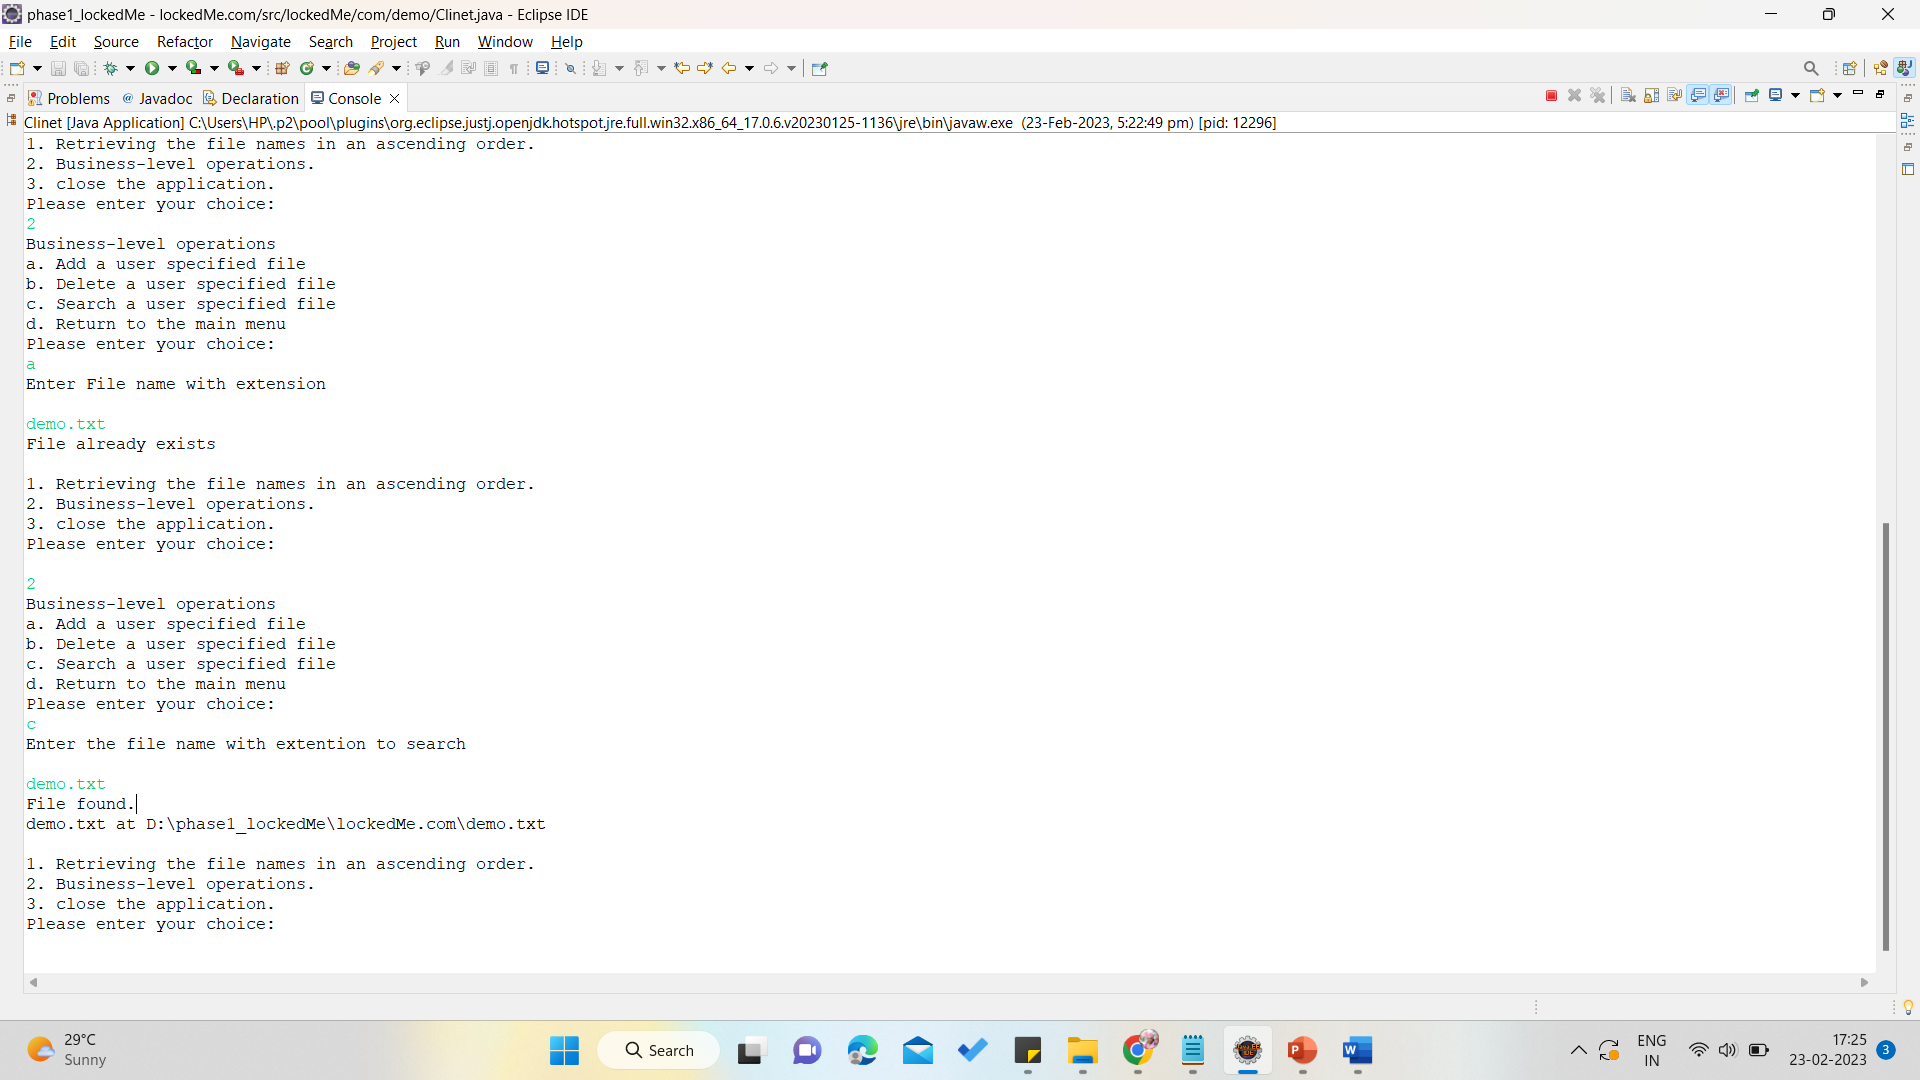 phase1_lockedMe - lockedMe.com/src/lockedMe/com/demo/Clinet.java - Eclipse IDE
File Edit Source Refactor Navigate Search Project Run Window Help
Problems Javadoc Declaration Console
Clinet [Java Application] C:\Users\HP\.p2\pool\plugins\org.eclipse.justj.openjdk.hotspot.jre.full.win32.x86_64_17.0.6.v20230125-1136\jre\bin\javaw.exe (23-Feb-2023, 5:22:49 pm) [pid: 12296]
1. Retrieving the file names in an ascending order.
2. Business-level operations.
3. close the application.
Please enter your choice:
2
Business-level operations
a. Add a user specified file
b. Delete a user specified file
c. Search a user specified file
d. Return to the main menu
Please enter your choice:
a
Enter File name with extension
demo.txt
File already exists
1. Retrieving the file names in an ascending order.
2. Business-level operations.
3. close the application.
Please enter your choice:
2
Business-level operations
a. Add a user specified file
b. Delete a user specified file
c. Search a user specified file
d. Return to the main menu
Please enter your choice:
c
Enter the file name with extention to search
demo.txt
File found.
demo.txt at D:\phase1_lockedMe\lockedMe.com\demo.txt
1. Retrieving the file names in an ascending order.
2. Business-level operations.
3. close the application.
Please enter your choice:
29°C
Sunny
Search
ENG
IN
17:25
23-02-2023
3